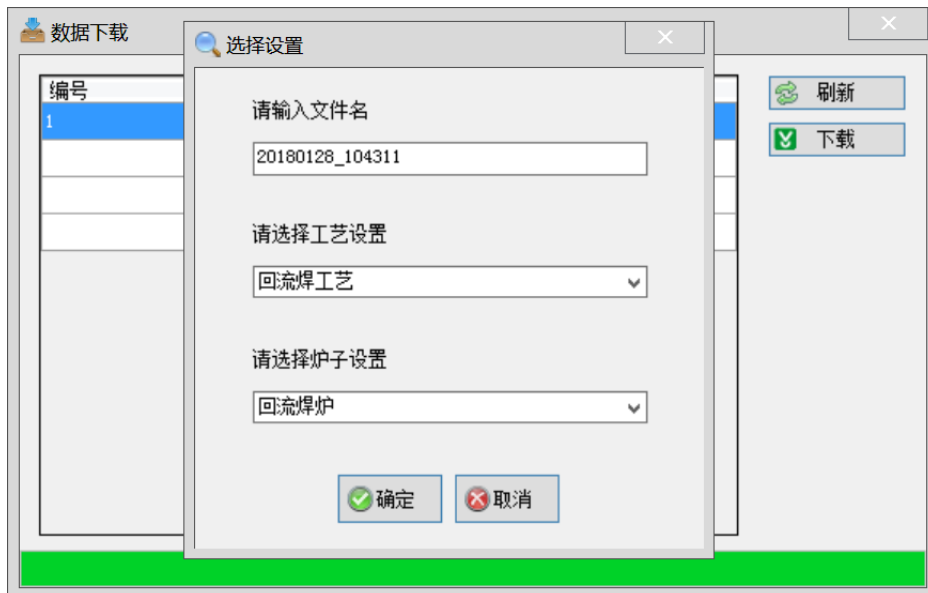 数据下载
选择设置
编号
1
请输入文件名
20180128_104311
请选择工艺设置
回流焊工艺
请选择炉子设置
回流焊炉
确定
取消
刷新
下载